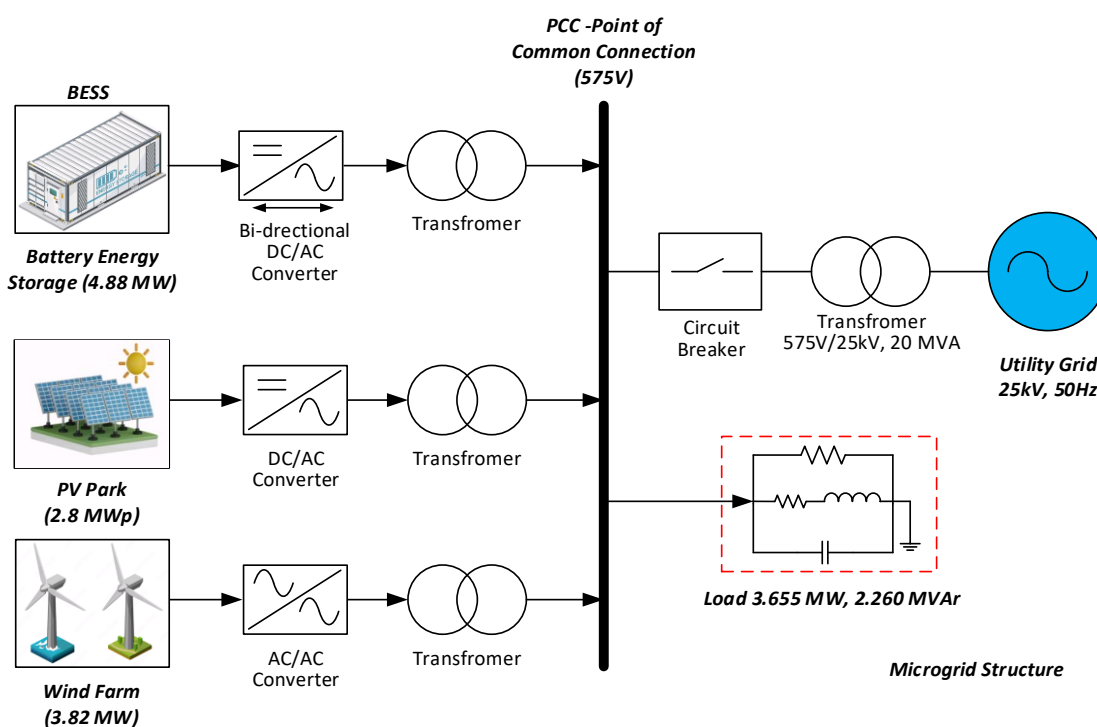 PCC -Point of
Common Connection
(575V)
BESS
Battery Energy
Storage (4.88 MW)
Bi-drectional
DC/AC
Converter
Transfromer
PV Park
(2.8 MWp)
DC/AC
Converter
Transfromer
Wind Farm
(3.82 MW)
AC/AC
Converter
Transfromer
Circuit
Breaker
Transfromer
575V/25kV, 20 MVA
Utility Grid
25kV, 50Hz
Load 3.655 MW, 2.260 MVAr
Microgrid Structure